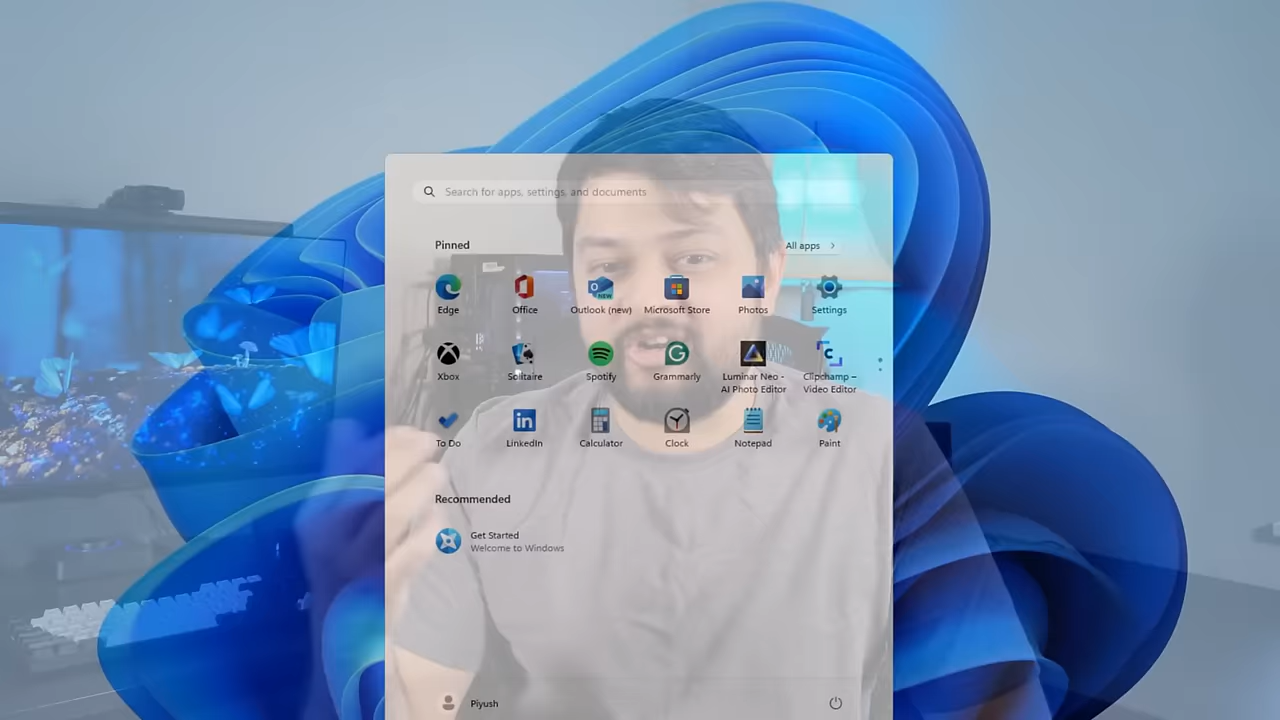 Search for apps, settings, and documents
Pinned
All apps
Edge
Office
Outlook (new)
Microsoft Store
Photos
Settings
Xbox
Solitaire
Spotify
Grammarly
Luminar Neo -
AI Photo Editor
Clipchamp –
Video Editor
To Do
LinkedIn
Calculator
Clock
Notepad
Paint
Recommended
Get Started
Welcome to Windows
Piyush